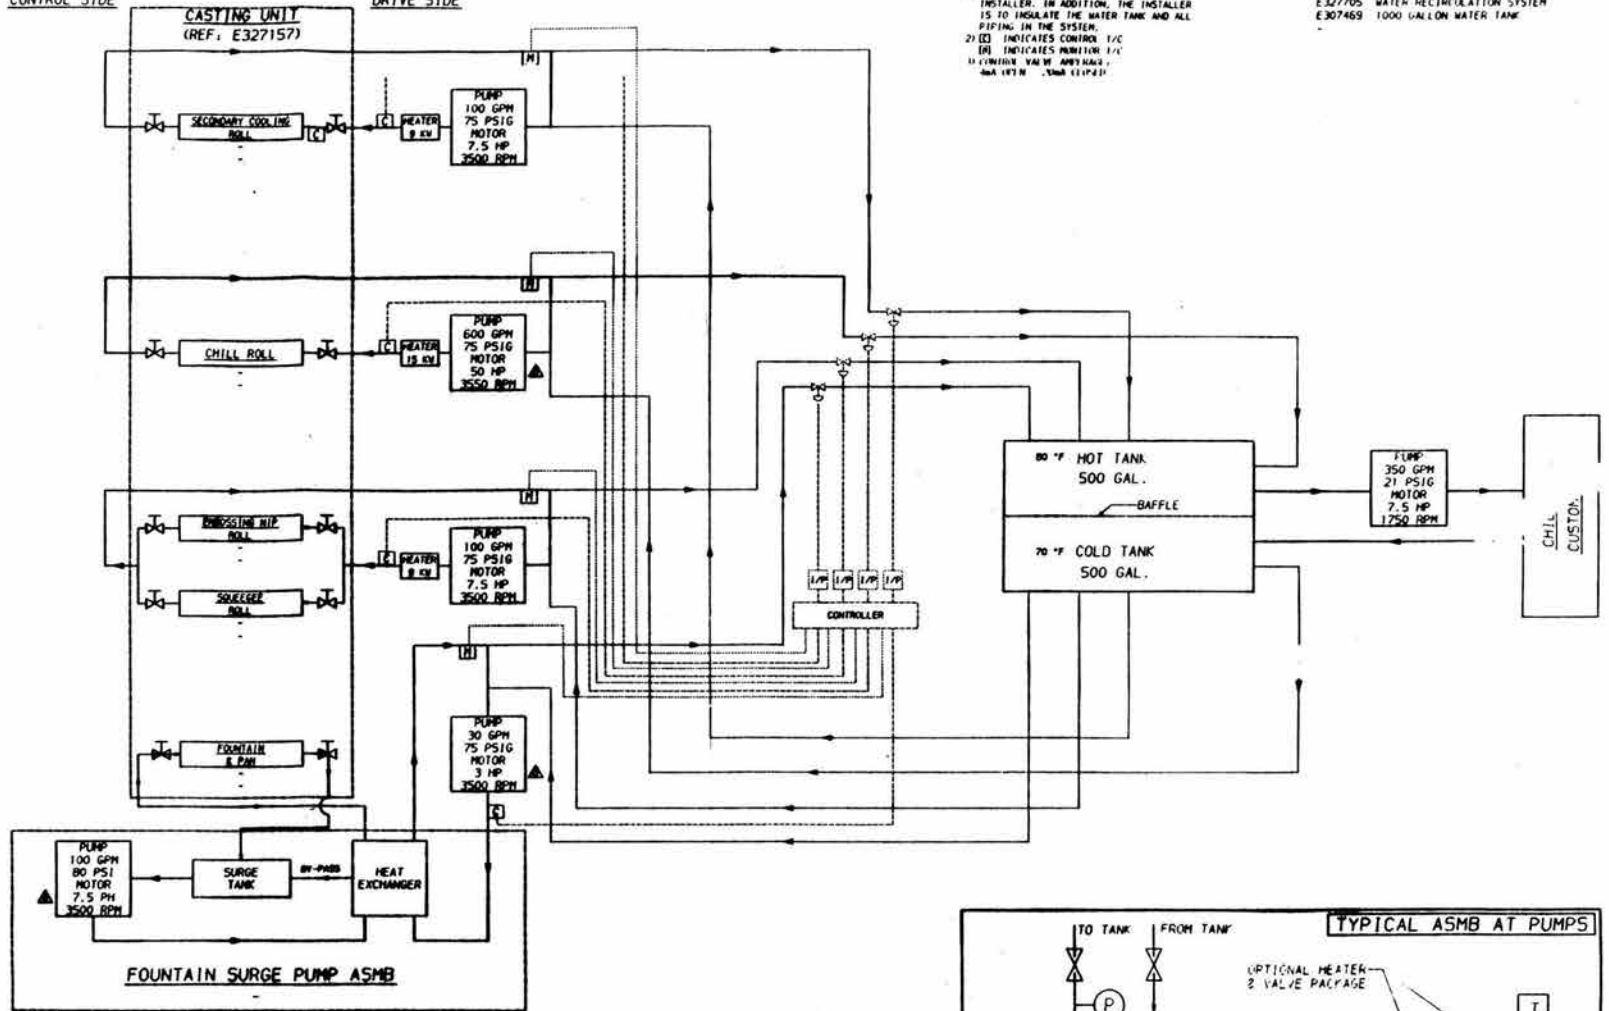 CONTROL SIDE
DRIVE SIDE
CASTING UNIT
(REF: E327157)
INSTALLER. IN ADDITION, THE INSTALLER
IS TO INSULATE THE WATER TANK AND ALL
PIPING IN THE SYSTEM.
2) [C] INDICATES CONTROL T/C
[M] INDICATES MONITOR T/C
CONTROL VALVE
E327705 WATER RECIRCULATION SYSTEM
E307469 1000 GALLON WATER TANK
-
M
SECONDARY COOLING
ROLL
-
-
C
C
HEATER
9 KW
PUMP
100 GPM
75 PSIG
MOTOR
7.5 HP
3500 RPM
M
CHILL ROLL
-
-
C
HEATER
15 KW
PUMP
600 GPM
75 PSIG
MOTOR
50 HP
3550 RPM
M
EMBOSSING NIP
ROLL
-
-
SQUEEGEE
ROLL
-
-
C
HEATER
9 KW
PUMP
100 GPM
75 PSIG
MOTOR
7.5 HP
3500 RPM
80 °F HOT TANK
500 GAL.
BAFFLE
70 °F COLD TANK
500 GAL.
PUMP
350 GPM
21 PSIG
MOTOR
7.5 HP
1750 RPM
CHIL
CUSTOM
I/P I/P I/P I/P
CONTROLLER
M
FOUNTAIN
& PAN
-
-
PUMP
30 GPM
75 PSIG
MOTOR
3 HP
3500 RPM
C
PUMP
100 GPM
80 PSI
MOTOR
7.5 PH
3500 RPM
SURGE
TANK
BY-PASS
HEAT
EXCHANGER
FOUNTAIN SURGE PUMP ASMB
-
TYPICAL ASMB AT PUMPS
TO TANK
FROM TANK
OPTIONAL HEATER
& VALVE PACKAGE
P
T